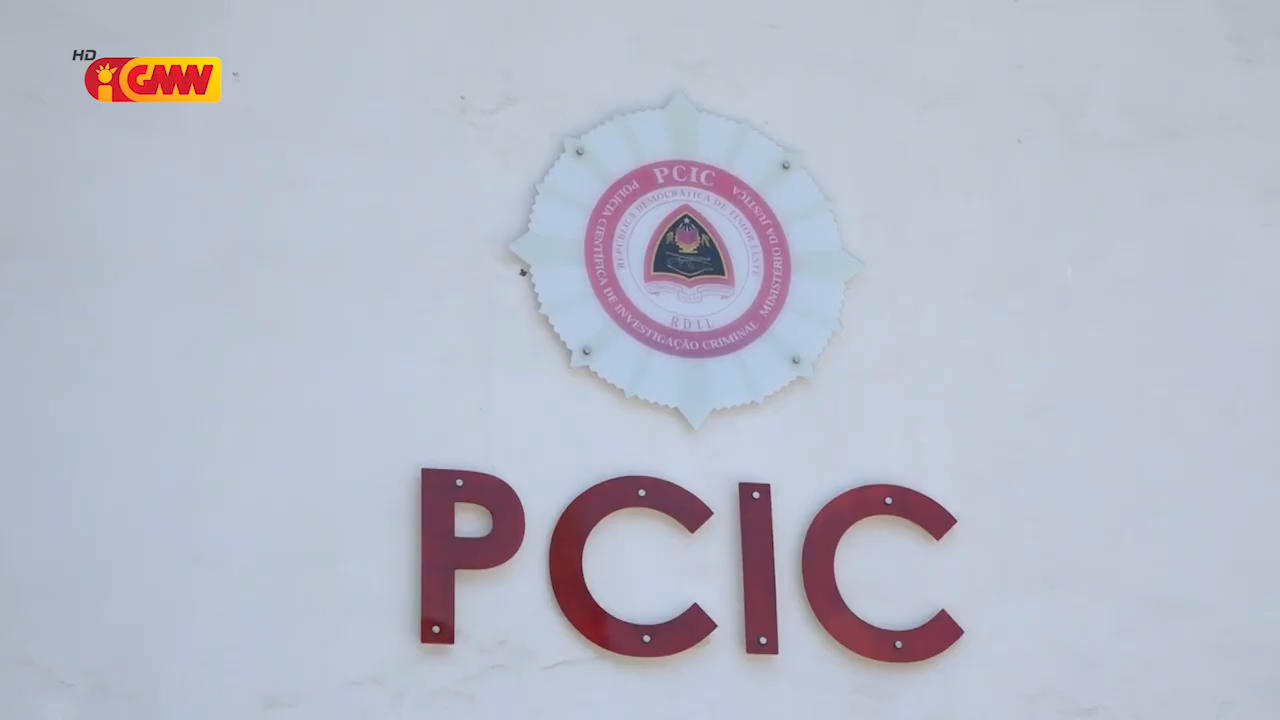 HD
GMN
PCIC
POLÍCIA CIENTÍFICA DE INVESTIGAÇÃO CRIMINAL
MINISTÉRIO DA JUSTIÇA
REPÚBLICA DEMOCRÁTICA DE TIMOR LESTE
RDTL
PCIC